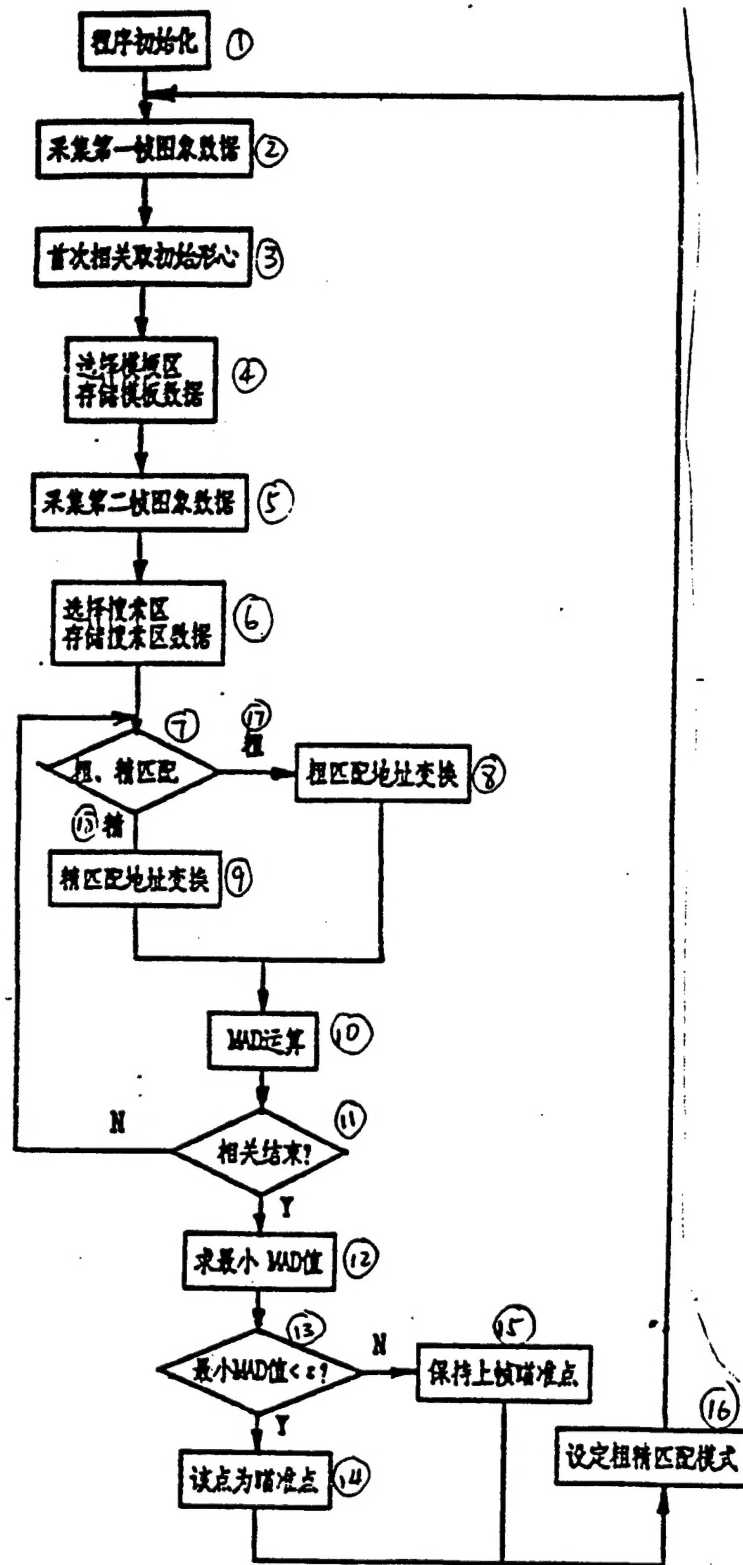 程序初始化 ①
采集第一帧图象数据 ②
首次相关取初始形心 ③
选择模板区
存储模板数据 ④
采集第二帧图象数据 ⑤
选择搜索区
存储搜索区数据 ⑥
粗、精匹配 ⑦
⑰
粗
粗匹配地址变换 ⑧
⑱ 精
精匹配地址变换 ⑨
MAD运算 ⑩
相关结束? ⑪
N
Y
求最小 MAD值 ⑫
最小MAD值< ε? ⑬
N
保持上帧瞄准点 ⑮
Y
该点为瞄准点 ⑭
设定粗精匹配模式 ⑯